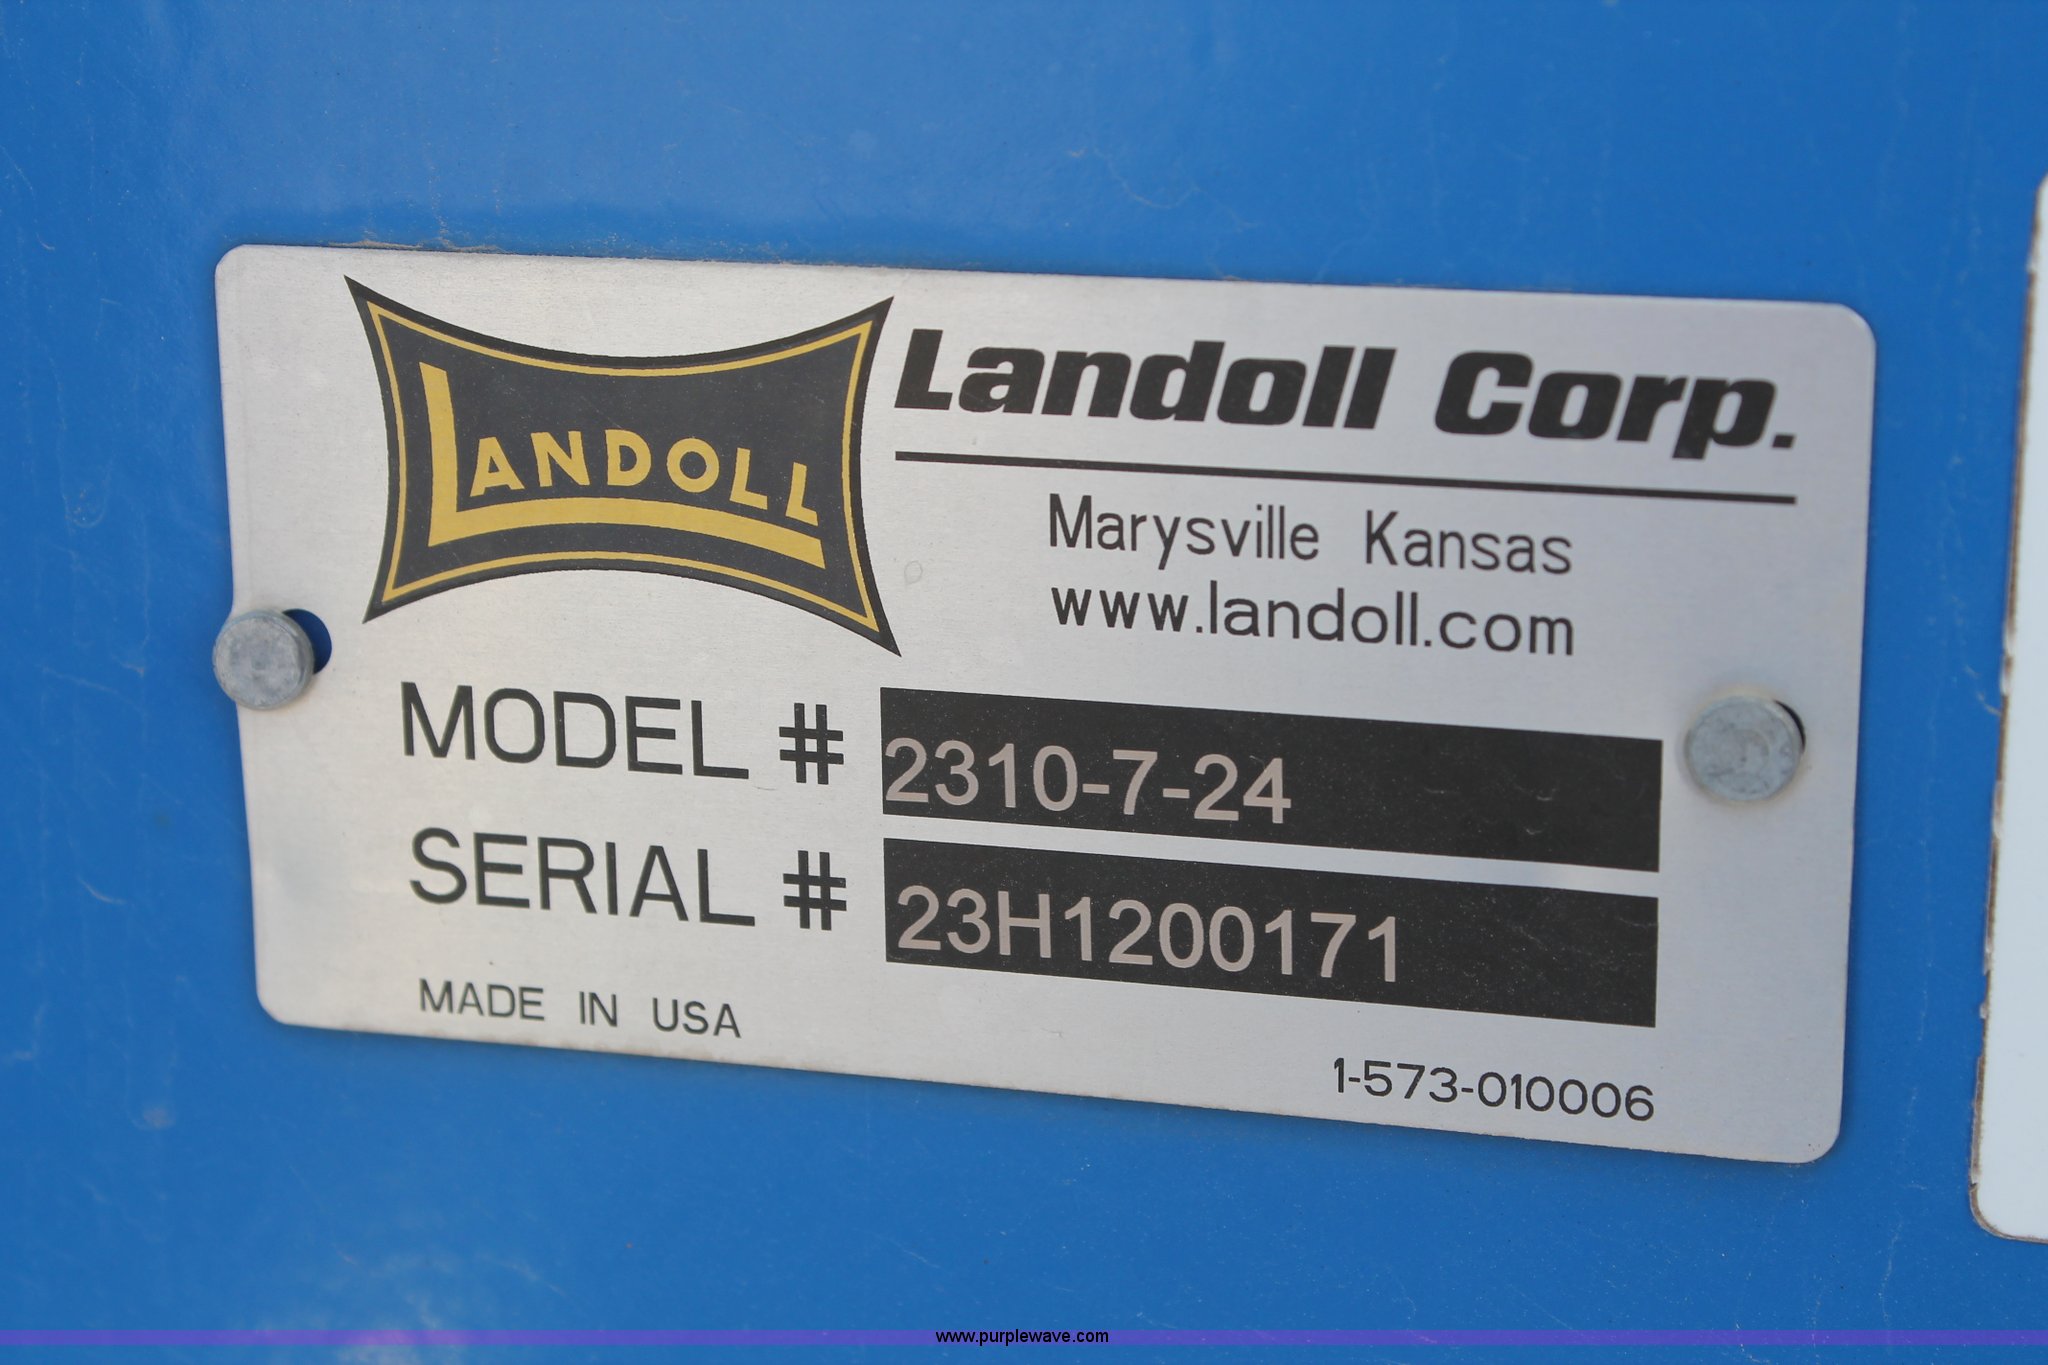 LANDOLL
Landoll Corp.
Marysville Kansas
www.landoll.com
MODEL # 2310-7-24
SERIAL # 23H1200171
MADE IN USA
1-573-010006
www.purplewave.com